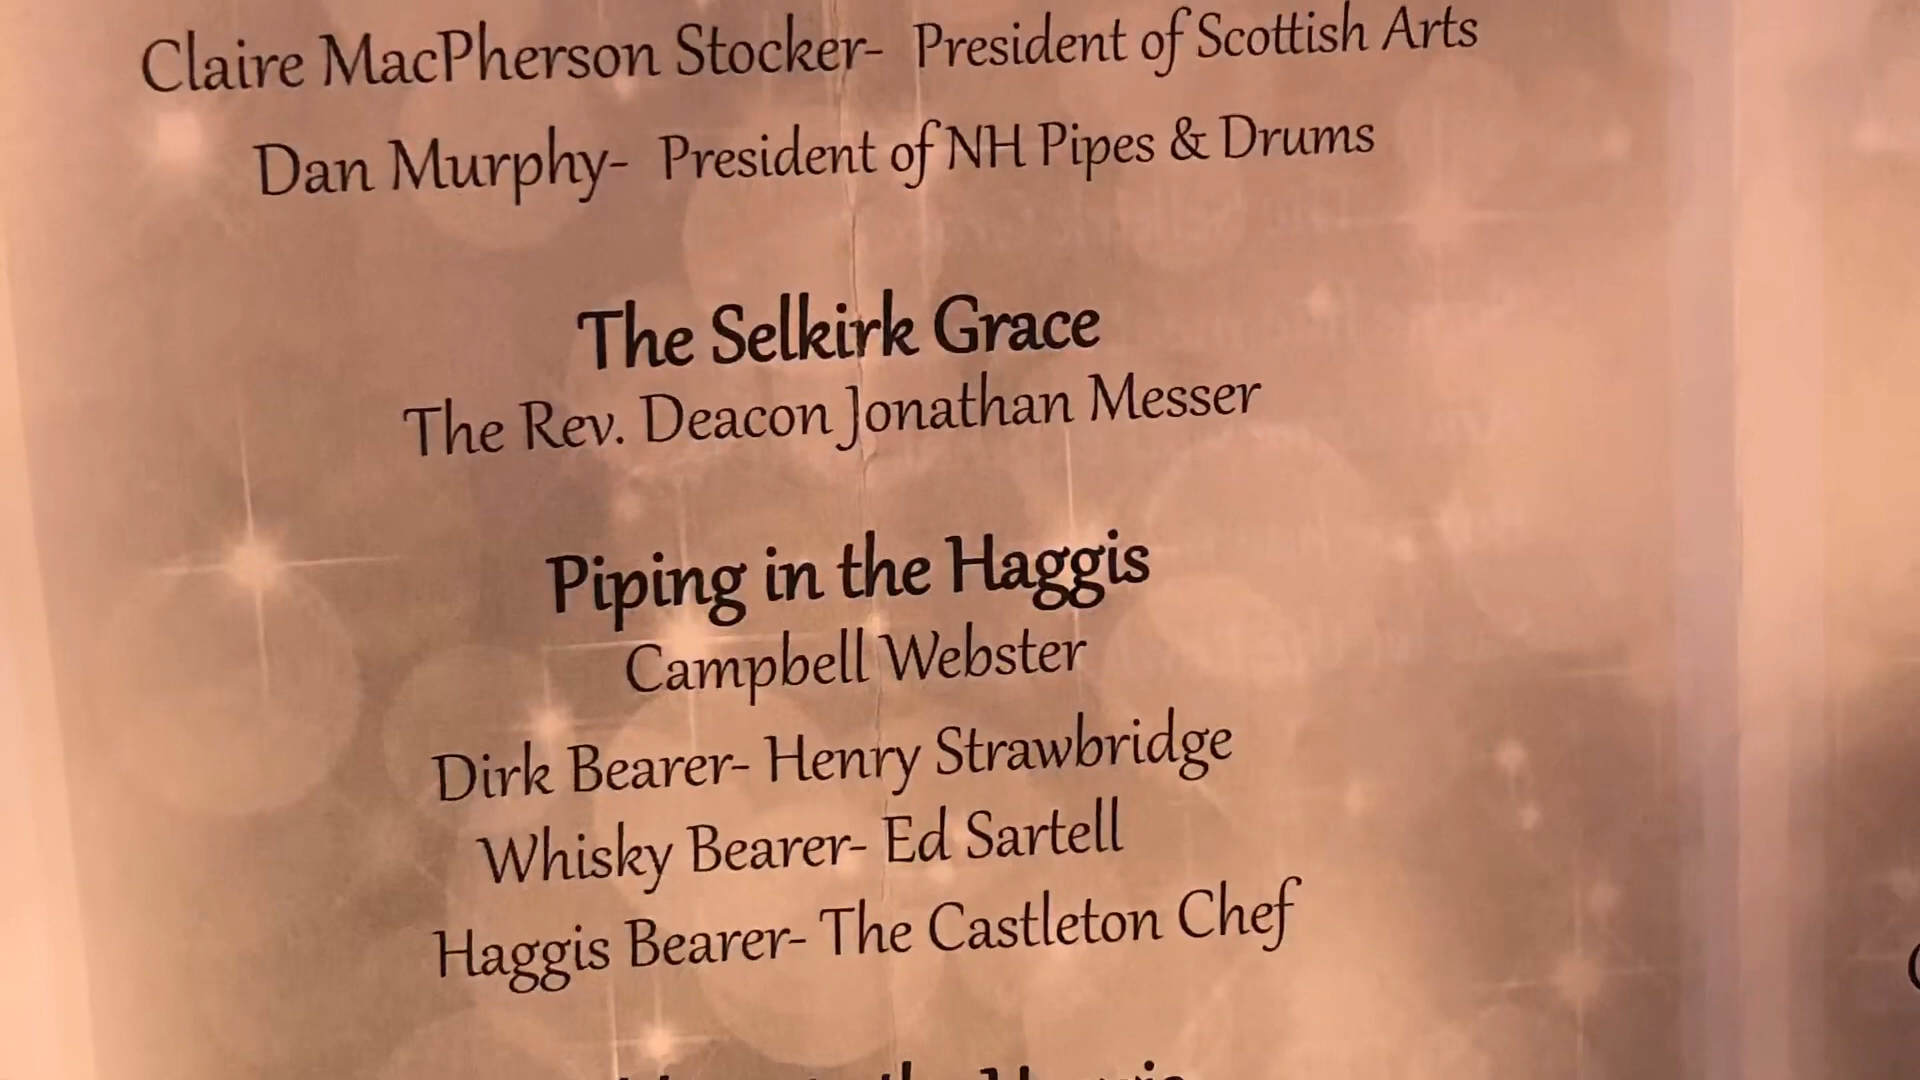 Claire MacPherson Stocker- President of Scottish Arts
Dan Murphy- President of NH Pipes & Drums
The Selkirk Grace
The Rev. Deacon Jonathan Messer
Piping in the Haggis
Campbell Webster
Dirk Bearer- Henry Strawbridge
Whisky Bearer- Ed Sartell
Haggis Bearer- The Castleton Chef